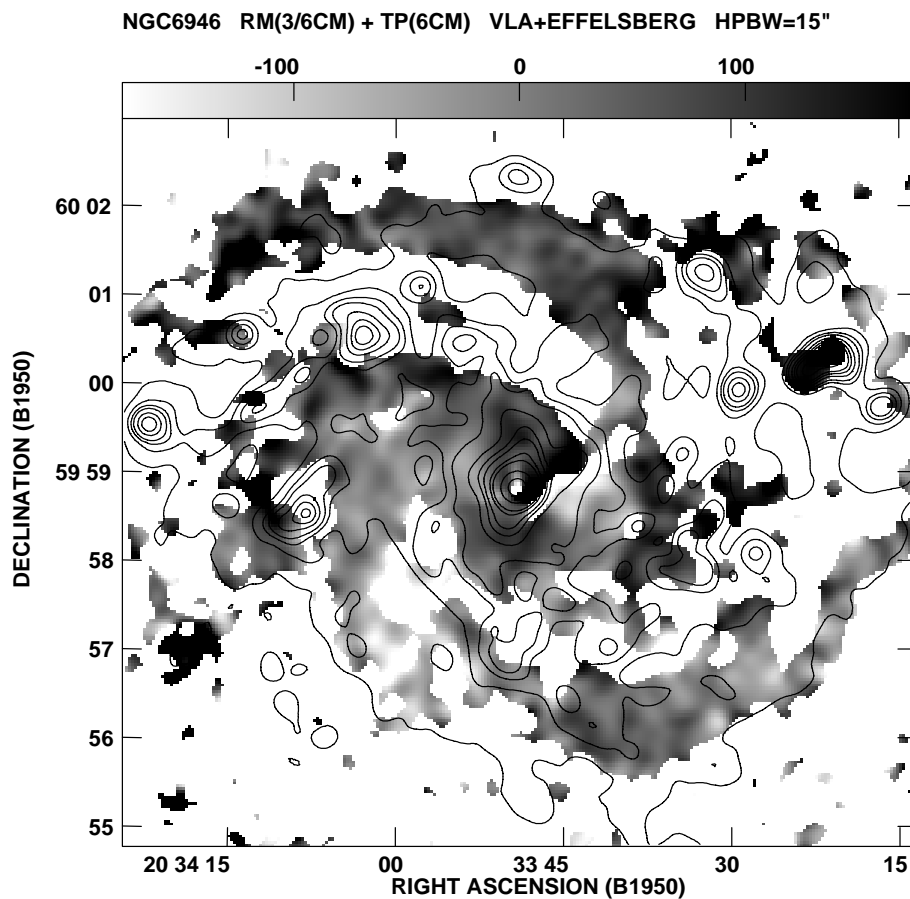 NGC6946 RM(3/6CM) + TP(6CM) VLA+EFFELSBERG HPBW=15"
-100 0 100
60 02
01
00
59 59
58
57
56
55
DECLINATION (B1950)
20 34 15 00 33 45 30 15
RIGHT ASCENSION (B1950)